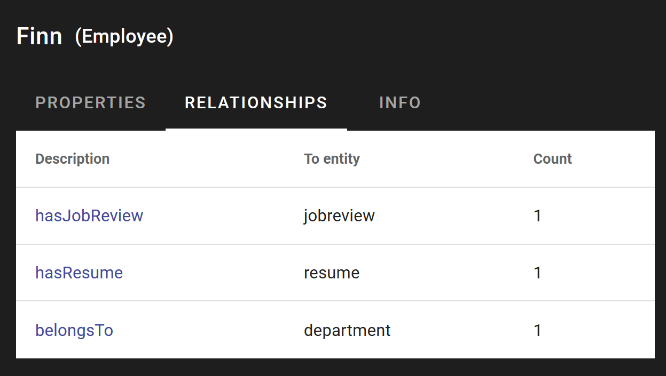 Finn (Employee)
PROPERTIES RELATIONSHIPS INFO
Description To entity Count
hasJobReview jobreview 1
hasResume resume 1
belongsTo department 1